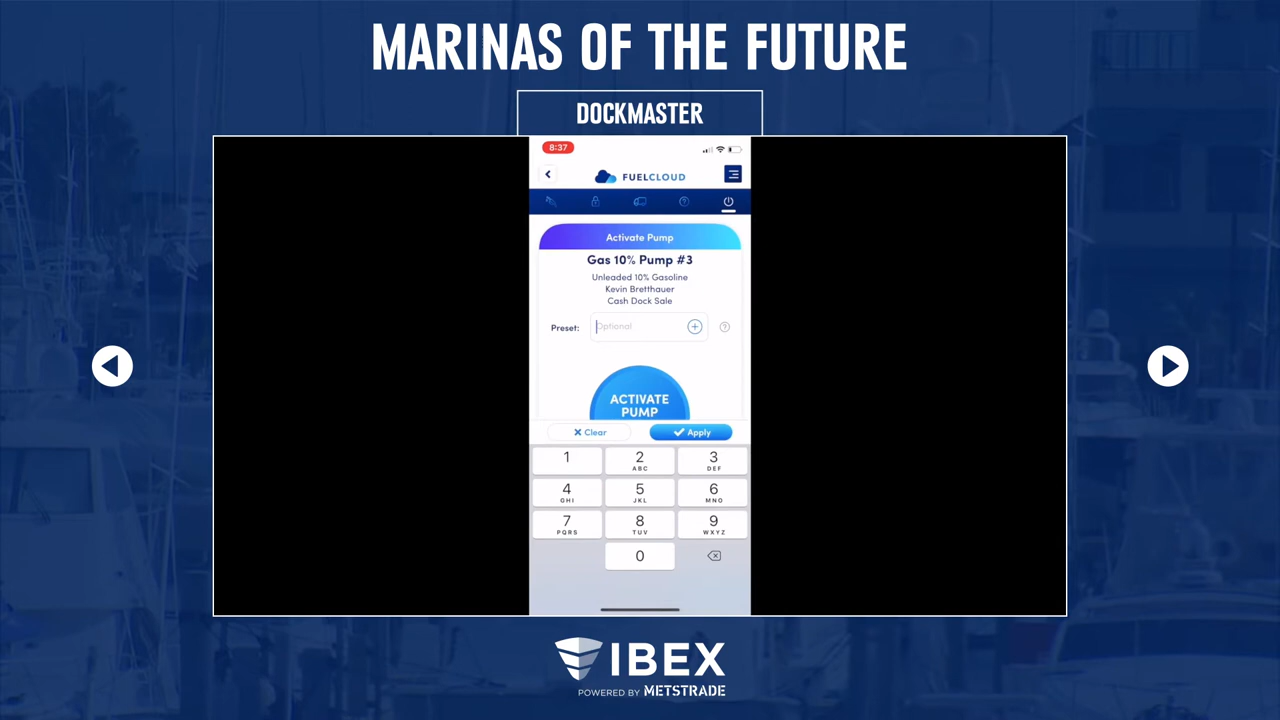 MARINAS OF THE FUTURE
DOCKMASTER
8:37
FUELCLOUD
Activate Pump
Gas 10% Pump #3
Unleaded 10% Gasoline
Kevin Bretthauer
Cash Dock Sale
Preset: Optional
ACTIVATE
PUMP
Clear Apply
1 2 ABC 3 DEF
4 GHI 5 JKL 6 MNO
7 PQRS 8 TUV 9 WXYZ
0
IBEX
POWERED BY METSTRADE